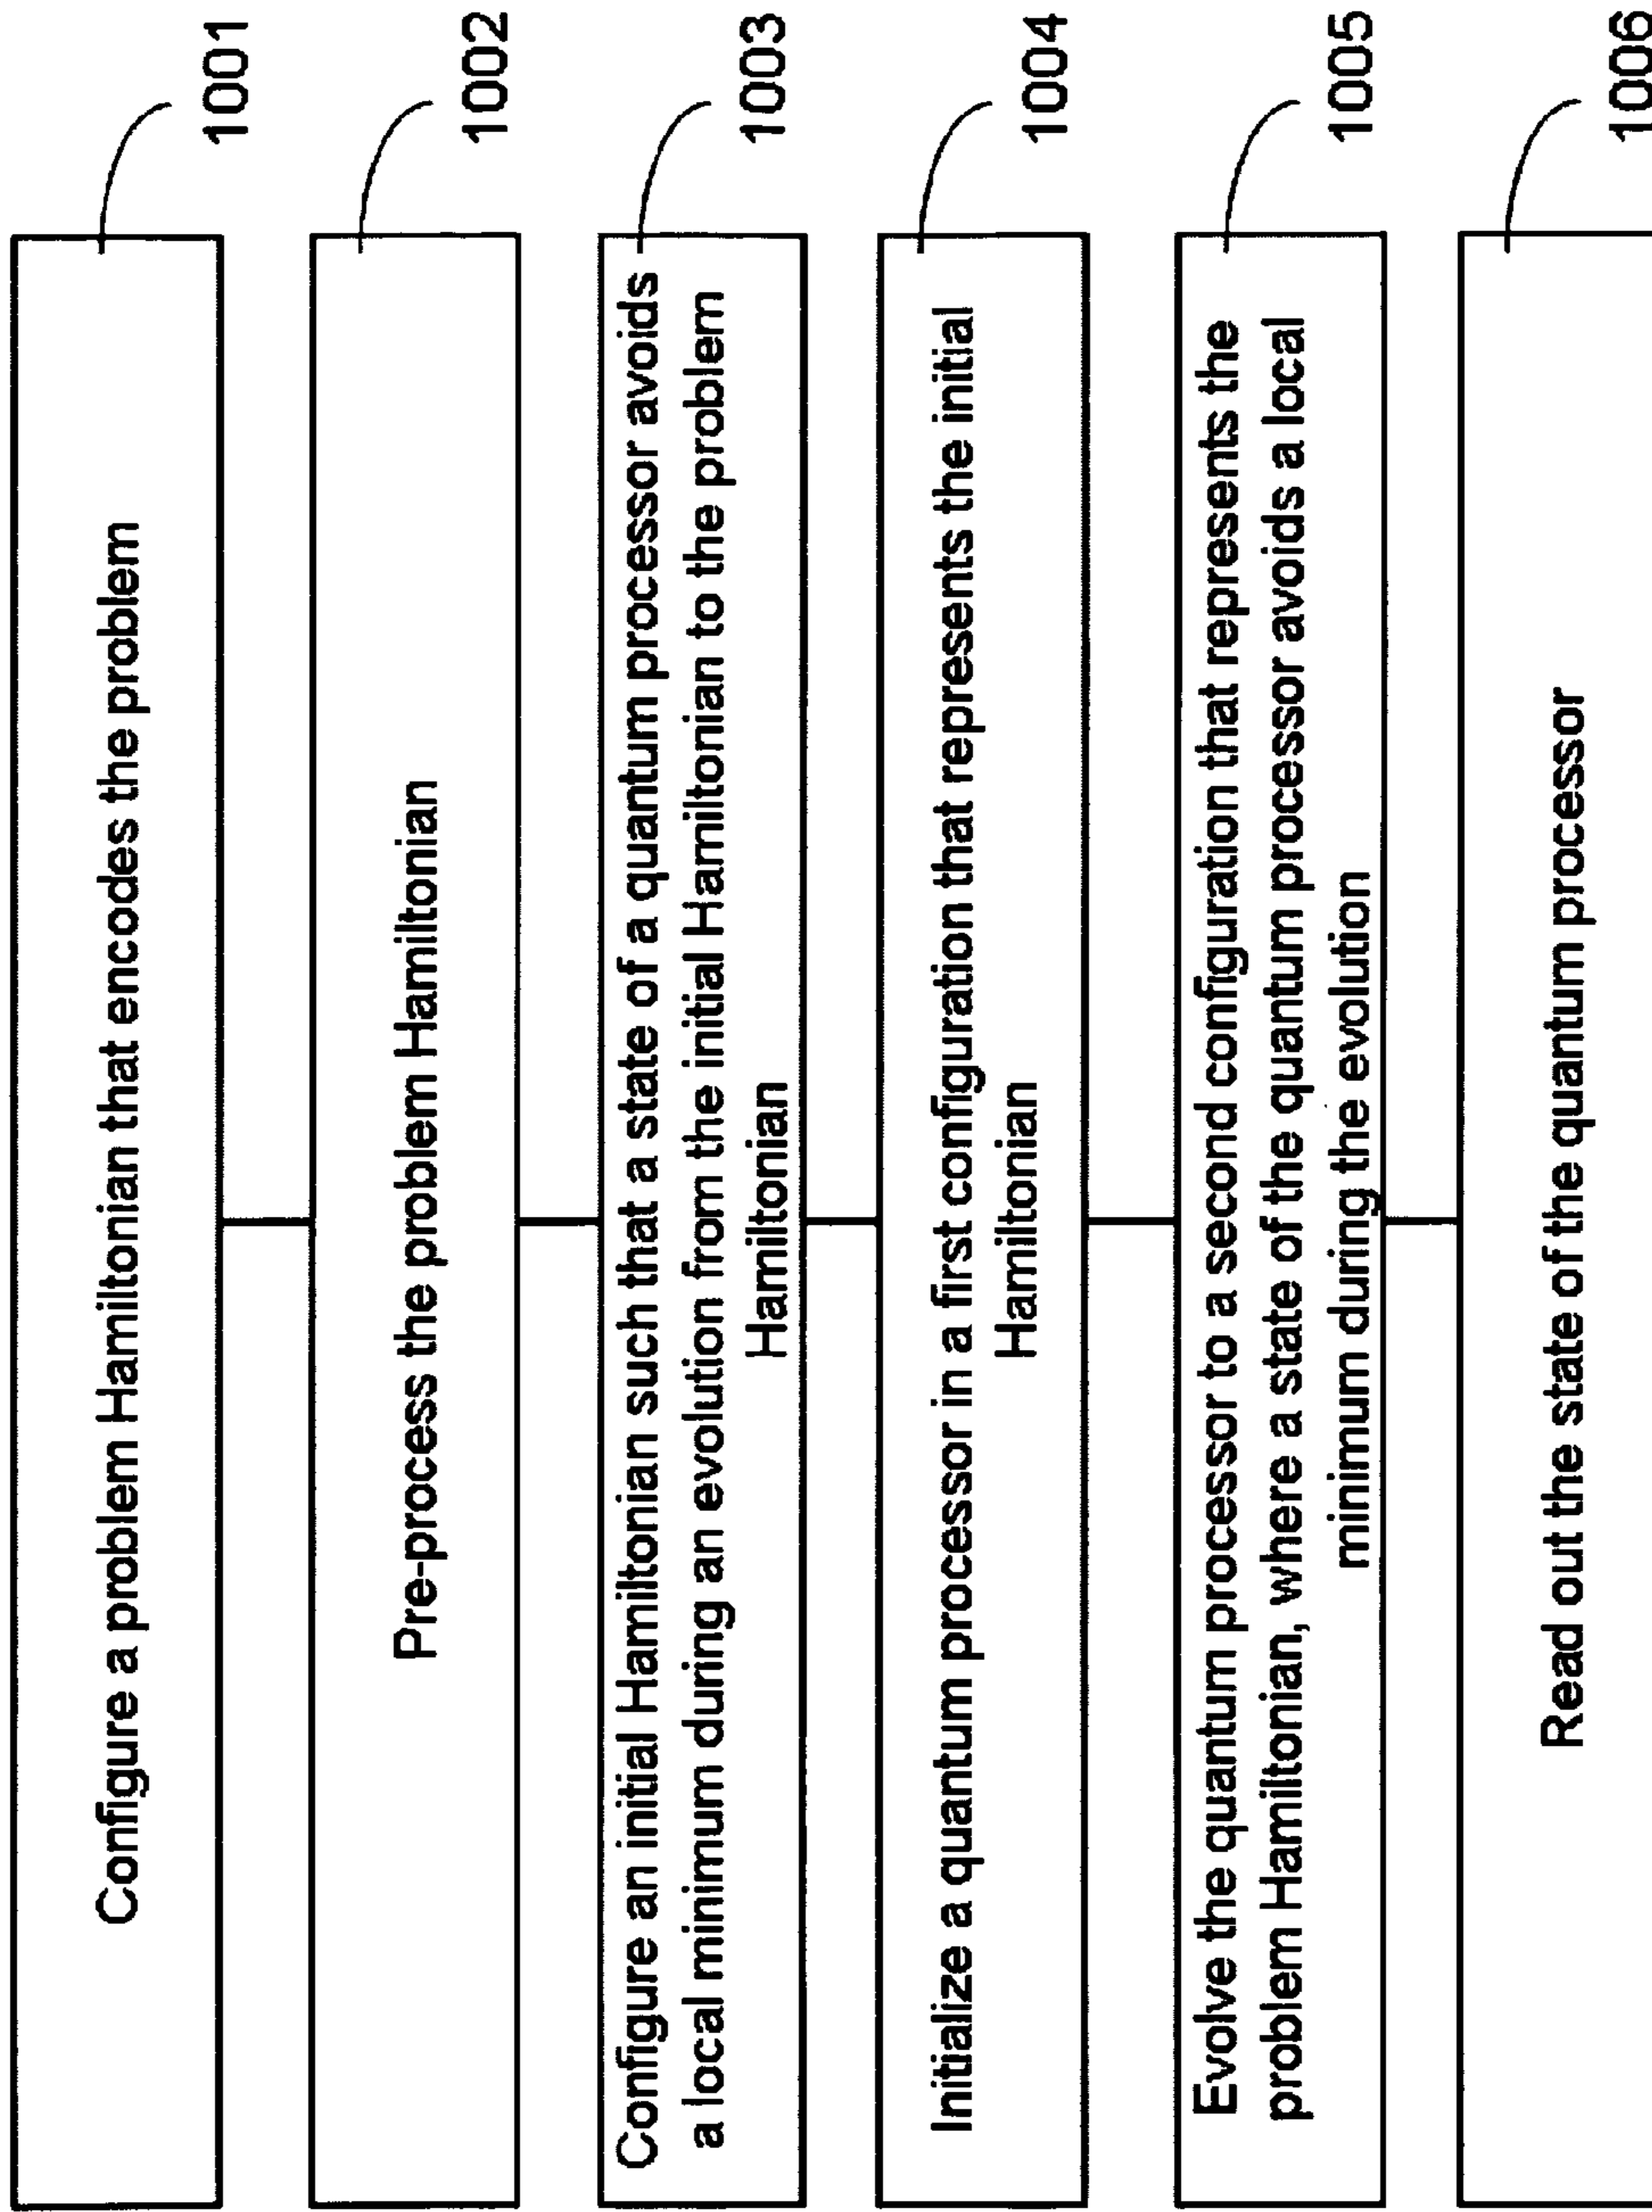 Configure a problem Hamiltonian that encodes the problem
1001
Pre-process the problem Hamiltonian
1002
Configure an initial Hamiltonian such that a state of a quantum processor avoids
a local minimum during an evolution from the initial Hamiltonian to the problem
Hamiltonian
1003
Initialize a quantum processor in a first configuration that represents the initial
Hamiltonian
1004
Evolve the quantum processor to a second configuration that represents the
problem Hamiltonian, where a state of the quantum processor avoids a local
minimum during the evolution
1005
Read out the state of the quantum processor
1006